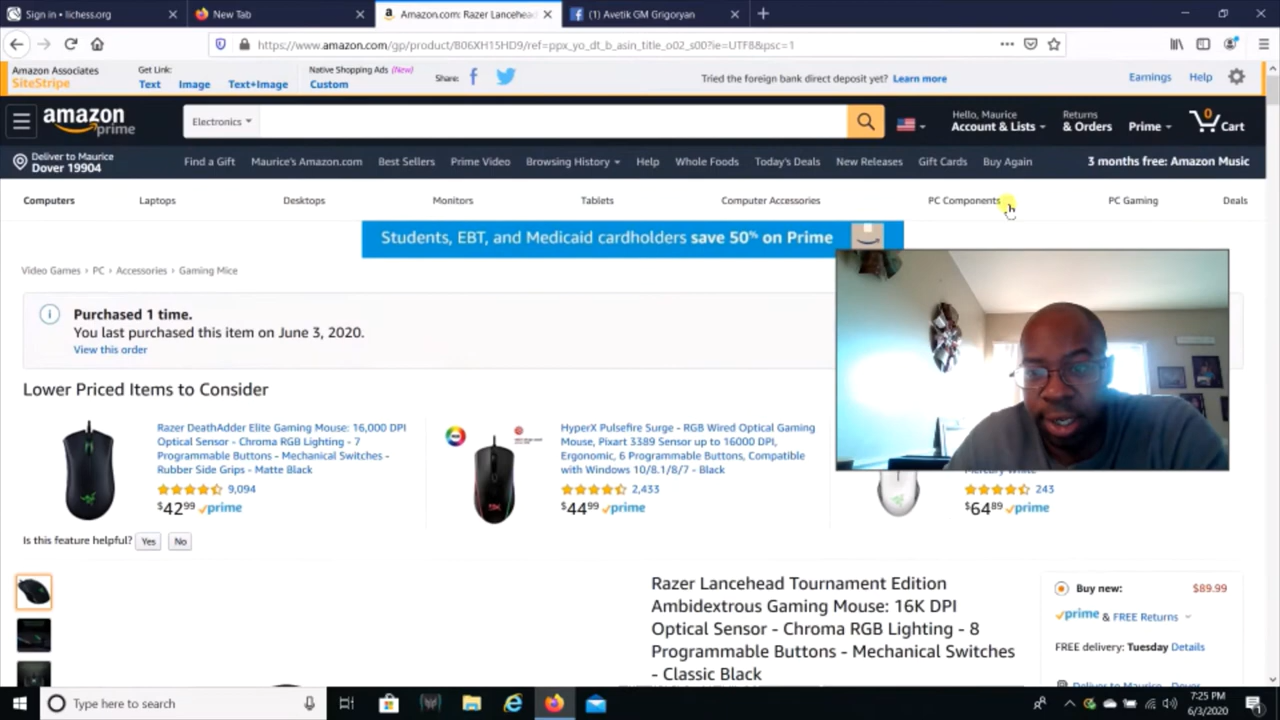 Sign in • lichess.org
New Tab
Amazon.com: Razer Lancehead
(1) Avetik GM Grigoryan
https://www.amazon.com/gp/product/B06XH15HD9/ref=ppx_yo_dt_b_asin_title_o02_s00?ie=UTF8&psc=1
Amazon Associates
SiteStripe
Get Link:
Text Image Text+Image
Native Shopping Ads (New)
Custom
Share:
Tried the foreign bank direct deposit yet? Learn more
Earnings Help
amazon
prime
Electronics
Hello, Maurice
Account & Lists
Returns
& Orders
Prime
0
Cart
Deliver to Maurice
Dover 19904
Find a Gift Maurice's Amazon.com Best Sellers Prime Video Browsing History Help Whole Foods Today's Deals New Releases Gift Cards Buy Again
3 months free: Amazon Music
Computers Laptops Desktops Monitors Tablets Computer Accessories PC Components PC Gaming Deals
Students, EBT, and Medicaid cardholders save 50% on Prime
Video Games › PC › Accessories › Gaming Mice
Purchased 1 time.
You last purchased this item on June 3, 2020.
View this order
Lower Priced Items to Consider
Razer DeathAdder Elite Gaming Mouse: 16,000 DPI
Optical Sensor - Chroma RGB Lighting - 7
Programmable Buttons - Mechanical Switches -
Rubber Side Grips - Matte Black
9,094
$42.99 prime
HyperX Pulsefire Surge - RGB Wired Optical Gaming
Mouse, Pixart 3389 Sensor up to 16000 DPI,
Ergonomic, 6 Programmable Buttons, Compatible
with Windows 10/8.1/8/7 - Black
2,433
$44.99 prime
Mercury White
243
$64.89 prime
Is this feature helpful? Yes No
Razer Lancehead Tournament Edition
Ambidextrous Gaming Mouse: 16K DPI
Optical Sensor - Chroma RGB Lighting - 8
Programmable Buttons - Mechanical Switches
- Classic Black
Buy new: $89.99
prime & FREE Returns
FREE delivery: Tuesday Details
Deliver to Maurice - Dover
Type here to search
7:25 PM
6/3/2020
1